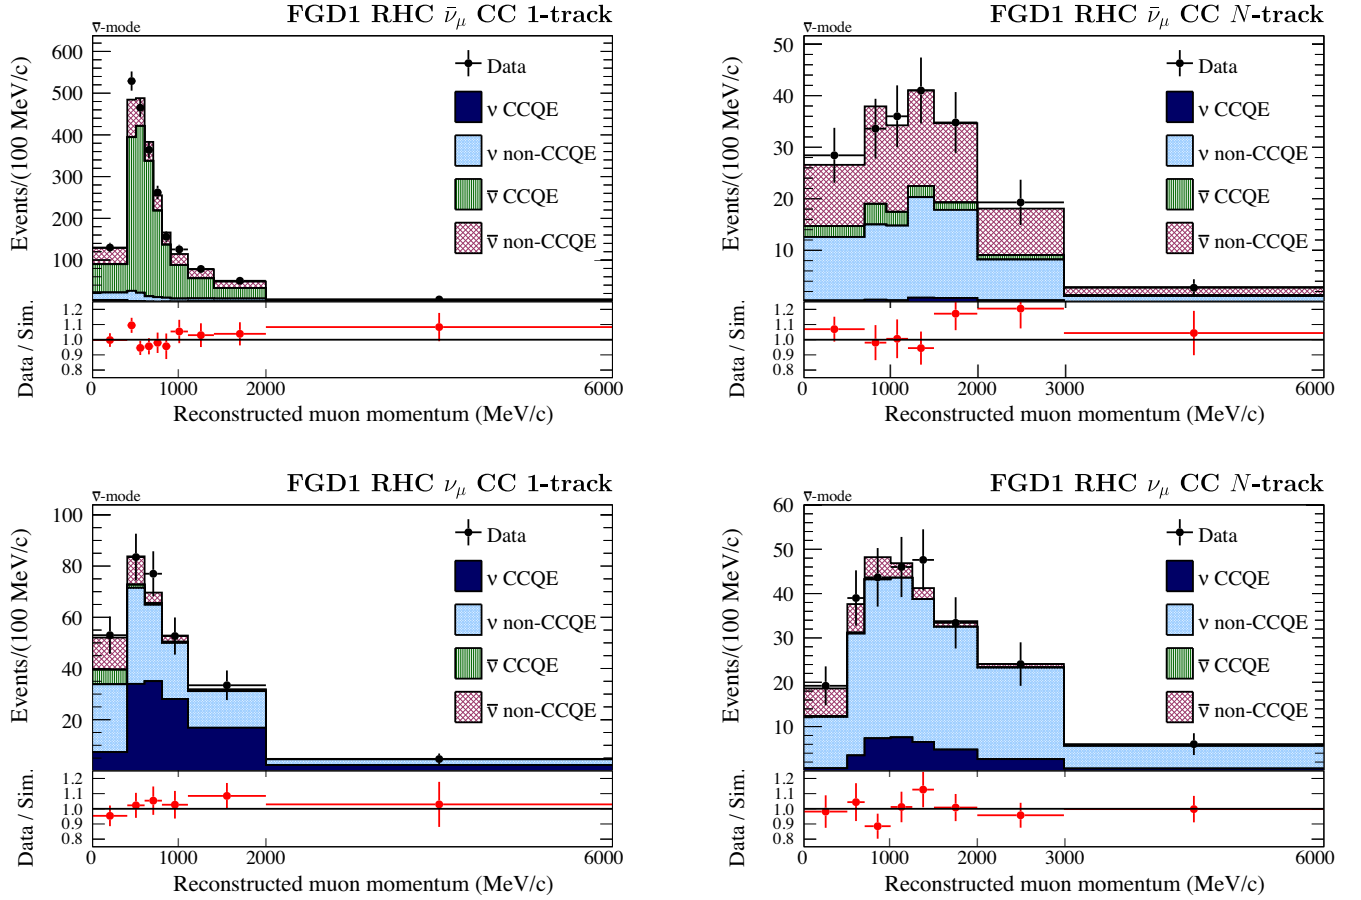 FGD1 RHC ν̄μ CC 1-track
ν̄-mode
Events/(100 MeV/c)
600
500
400
300
200
100
Data
ν CCQE
ν non-CCQE
ν̄ CCQE
ν̄ non-CCQE
Data / Sim.
1.2
1.1
1.0
0.9
0.8
0 1000 2000 6000
Reconstructed muon momentum (MeV/c)
FGD1 RHC ν̄μ CC N-track
ν̄-mode
Events/(100 MeV/c)
50
40
30
20
10
Data
ν CCQE
ν non-CCQE
ν̄ CCQE
ν̄ non-CCQE
Data / Sim.
1.2
1.1
1.0
0.9
0.8
0 1000 2000 3000 6000
Reconstructed muon momentum (MeV/c)
FGD1 RHC νμ CC 1-track
ν̄-mode
Events/(100 MeV/c)
100
80
60
40
20
Data
ν CCQE
ν non-CCQE
ν̄ CCQE
ν̄ non-CCQE
Data / Sim.
1.2
1.1
1.0
0.9
0.8
0 1000 2000 6000
Reconstructed muon momentum (MeV/c)
FGD1 RHC νμ CC N-track
ν̄-mode
Events/(100 MeV/c)
60
50
40
30
20
10
Data
ν CCQE
ν non-CCQE
ν̄ CCQE
ν̄ non-CCQE
Data / Sim.
1.2
1.1
1.0
0.9
0.8
0 1000 2000 3000 6000
Reconstructed muon momentum (MeV/c)